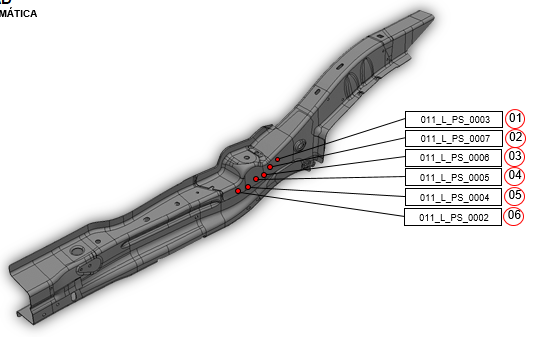 MÁTICA
011_L_PS_0003 01
011_L_PS_0007 02
011_L_PS_0006 03
011_L_PS_0005 04
011_L_PS_0004 05
011_L_PS_0002 06